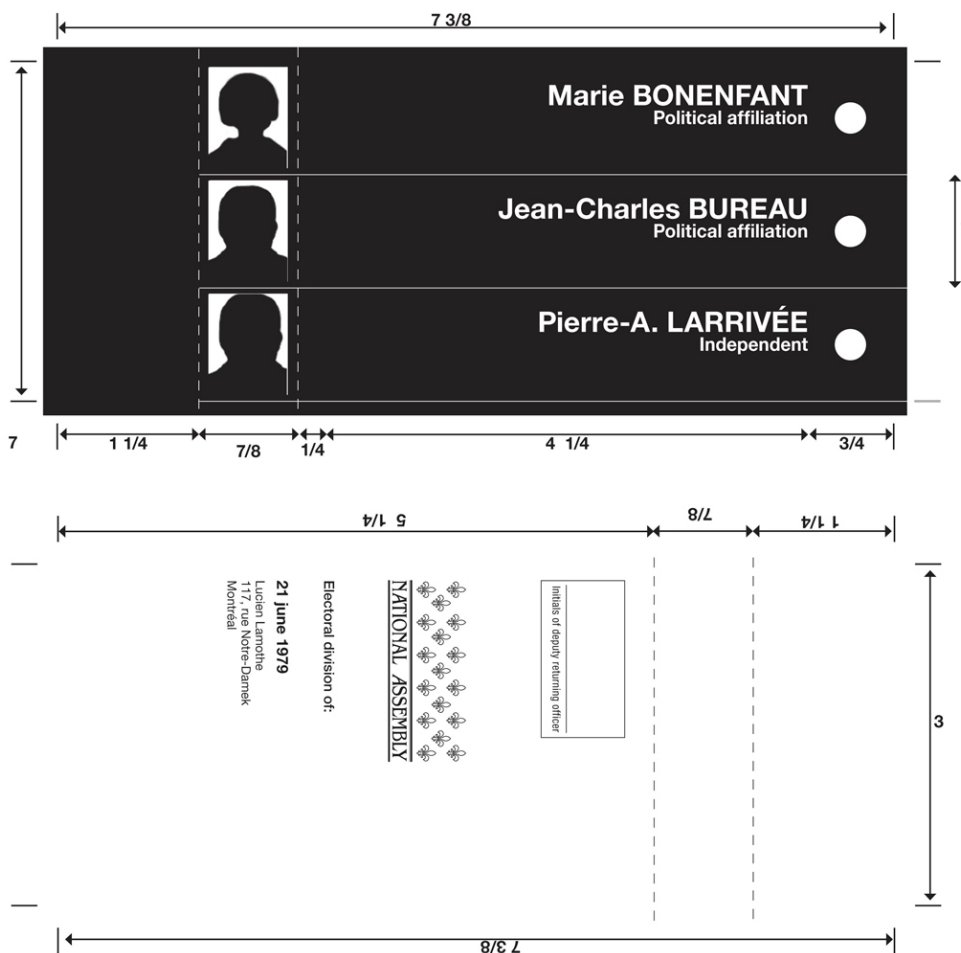 7 3/8
Marie BONENFANT
Political affiliation
Jean-Charles BUREAU
Political affiliation
Pierre-A. LARRIVÉE
Independent
7
1 1/4
7/8
1/4
4 1/4
3/4
5 1/4
7/8
1 1/4
Initials of deputy returning officer
NATIONAL ASSEMBLY
Electoral division of:
21 june 1979
Lucien Lamothe
117, rue Notre-Damek
Montréal
3
7 3/8